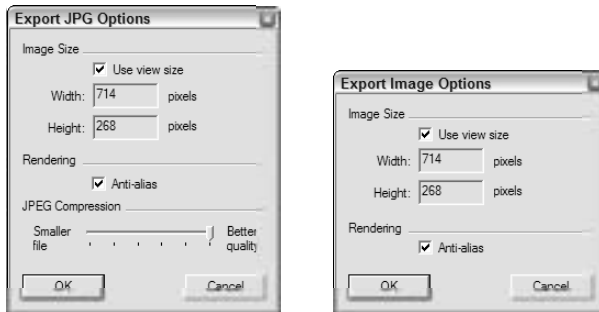 Export JPG Options
Image Size
Use view size
Width: 714 pixels
Height: 268 pixels
Rendering
Anti-alias
JPEG Compression
Smaller file
Better quality
OK
Cancel
Export Image Options
Image Size
Use view size
Width: 714 pixels
Height: 268 pixels
Rendering
Anti-alias
OK
Cancel